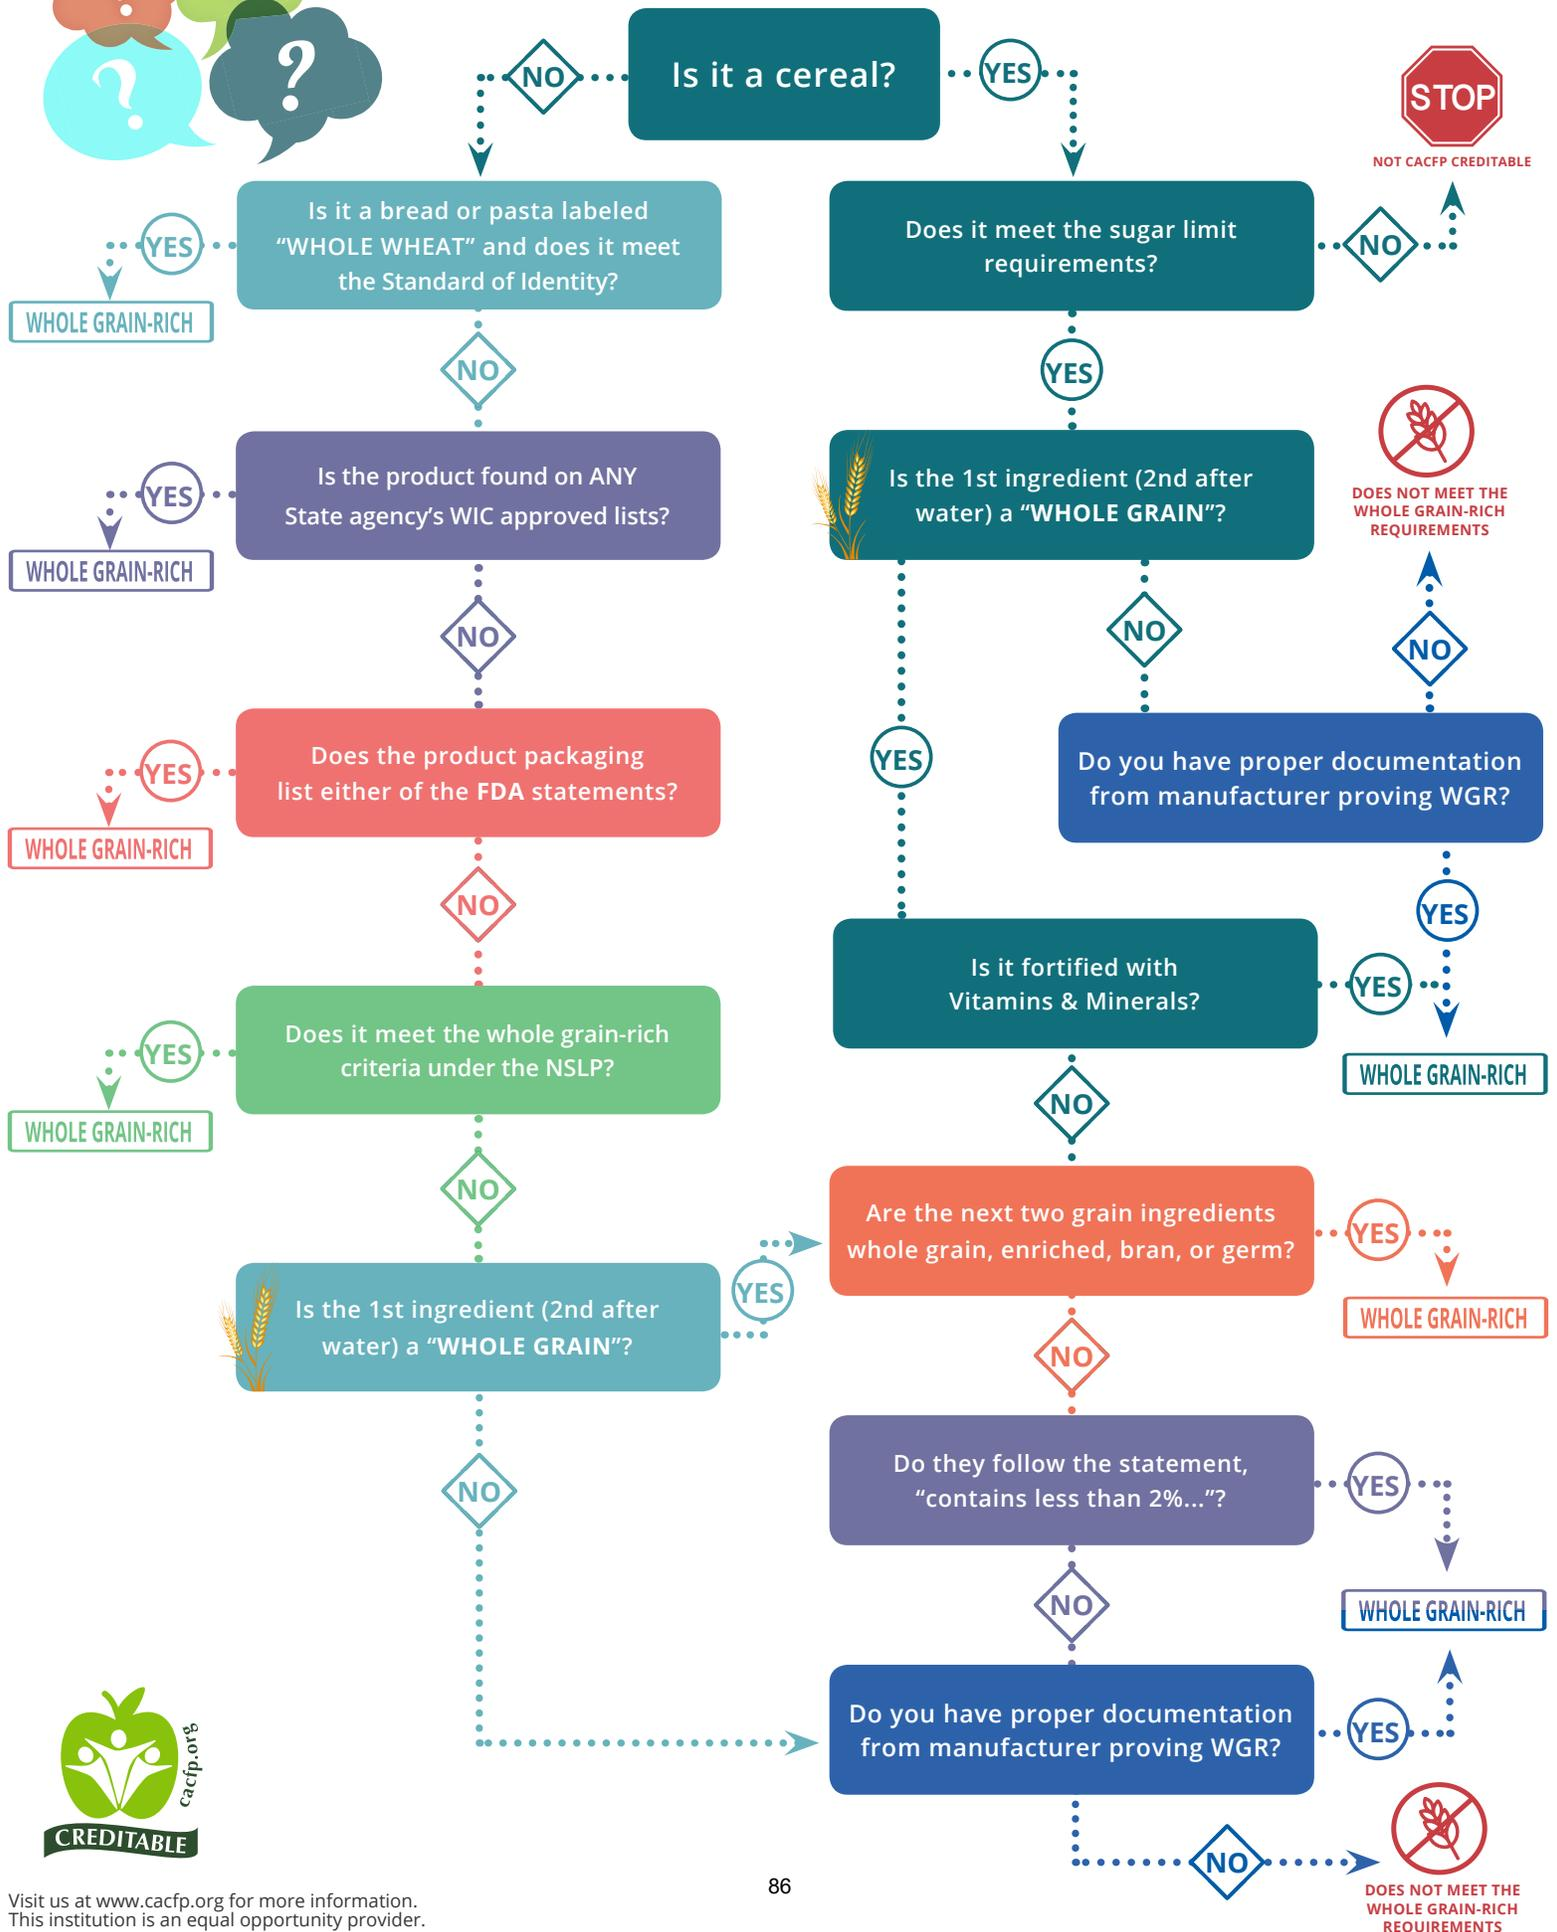 ?
?
Is it a cereal?
NO
YES
STOP
NOT CACFP CREDITABLE
Is it a bread or pasta labeled
“WHOLE WHEAT” and does it meet
the Standard of Identity?
YES
WHOLE GRAIN-RICH
NO
Does it meet the sugar limit
requirements?
NO
YES
Is the product found on ANY
State agency’s WIC approved lists?
YES
WHOLE GRAIN-RICH
NO
Is the 1st ingredient (2nd after
water) a “WHOLE GRAIN”?
NO
YES
DOES NOT MEET THE
WHOLE GRAIN-RICH
REQUIREMENTS
NO
Do you have proper documentation
from manufacturer proving WGR?
YES
Does the product packaging
list either of the FDA statements?
YES
WHOLE GRAIN-RICH
NO
Is it fortified with
Vitamins & Minerals?
YES
WHOLE GRAIN-RICH
NO
Does it meet the whole grain-rich
criteria under the NSLP?
YES
WHOLE GRAIN-RICH
NO
Is the 1st ingredient (2nd after
water) a “WHOLE GRAIN”?
YES
NO
Are the next two grain ingredients
whole grain, enriched, bran, or germ?
YES
WHOLE GRAIN-RICH
NO
Do they follow the statement,
“contains less than 2%...”?
YES
WHOLE GRAIN-RICH
NO
Do you have proper documentation
from manufacturer proving WGR?
YES
NO
DOES NOT MEET THE
WHOLE GRAIN-RICH
REQUIREMENTS
cacfp.org
CREDITABLE
86
Visit us at www.cacfp.org for more information.
This institution is an equal opportunity provider.